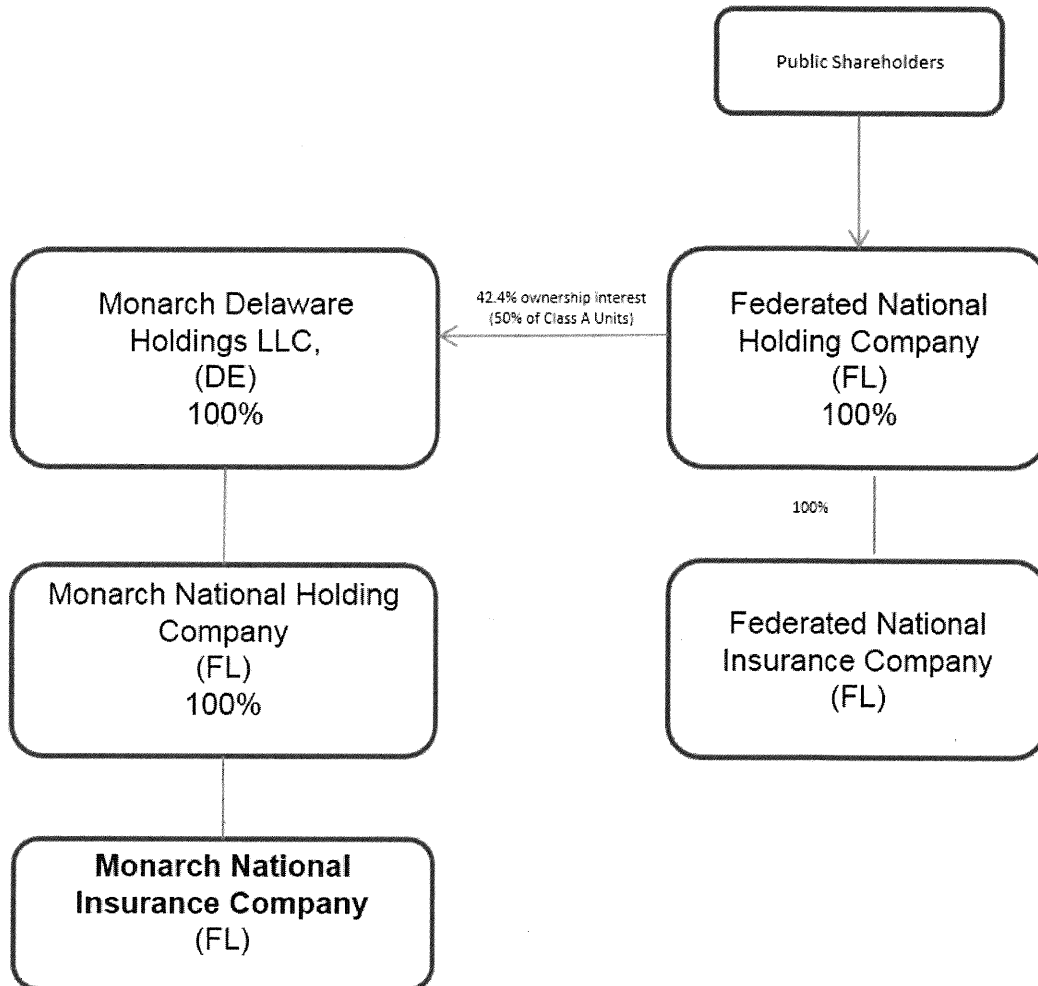 Public Shareholders
Monarch Delaware
Holdings LLC,
(DE)
100%
42.4% ownership interest
(50% of Class A Units)
Federated National
Holding Company
(FL)
100%
100%
Monarch National Holding
Company
(FL)
100%
Federated National
Insurance Company
(FL)
Monarch National
Insurance Company
(FL)